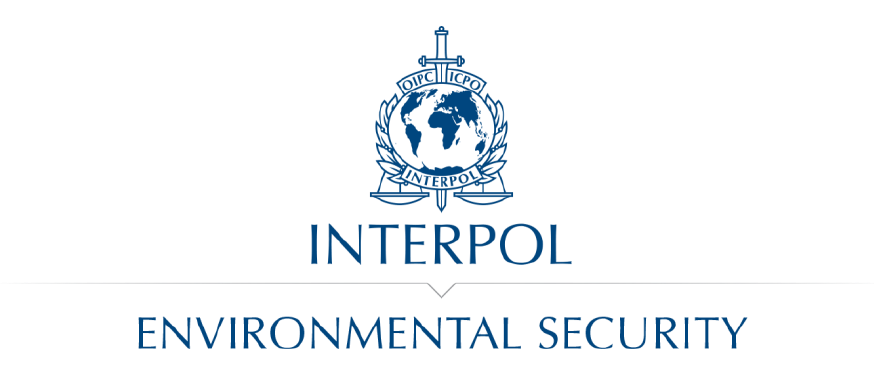 OIPC ICPO
INTERPOL
INTERPOL
ENVIRONMENTAL SECURITY